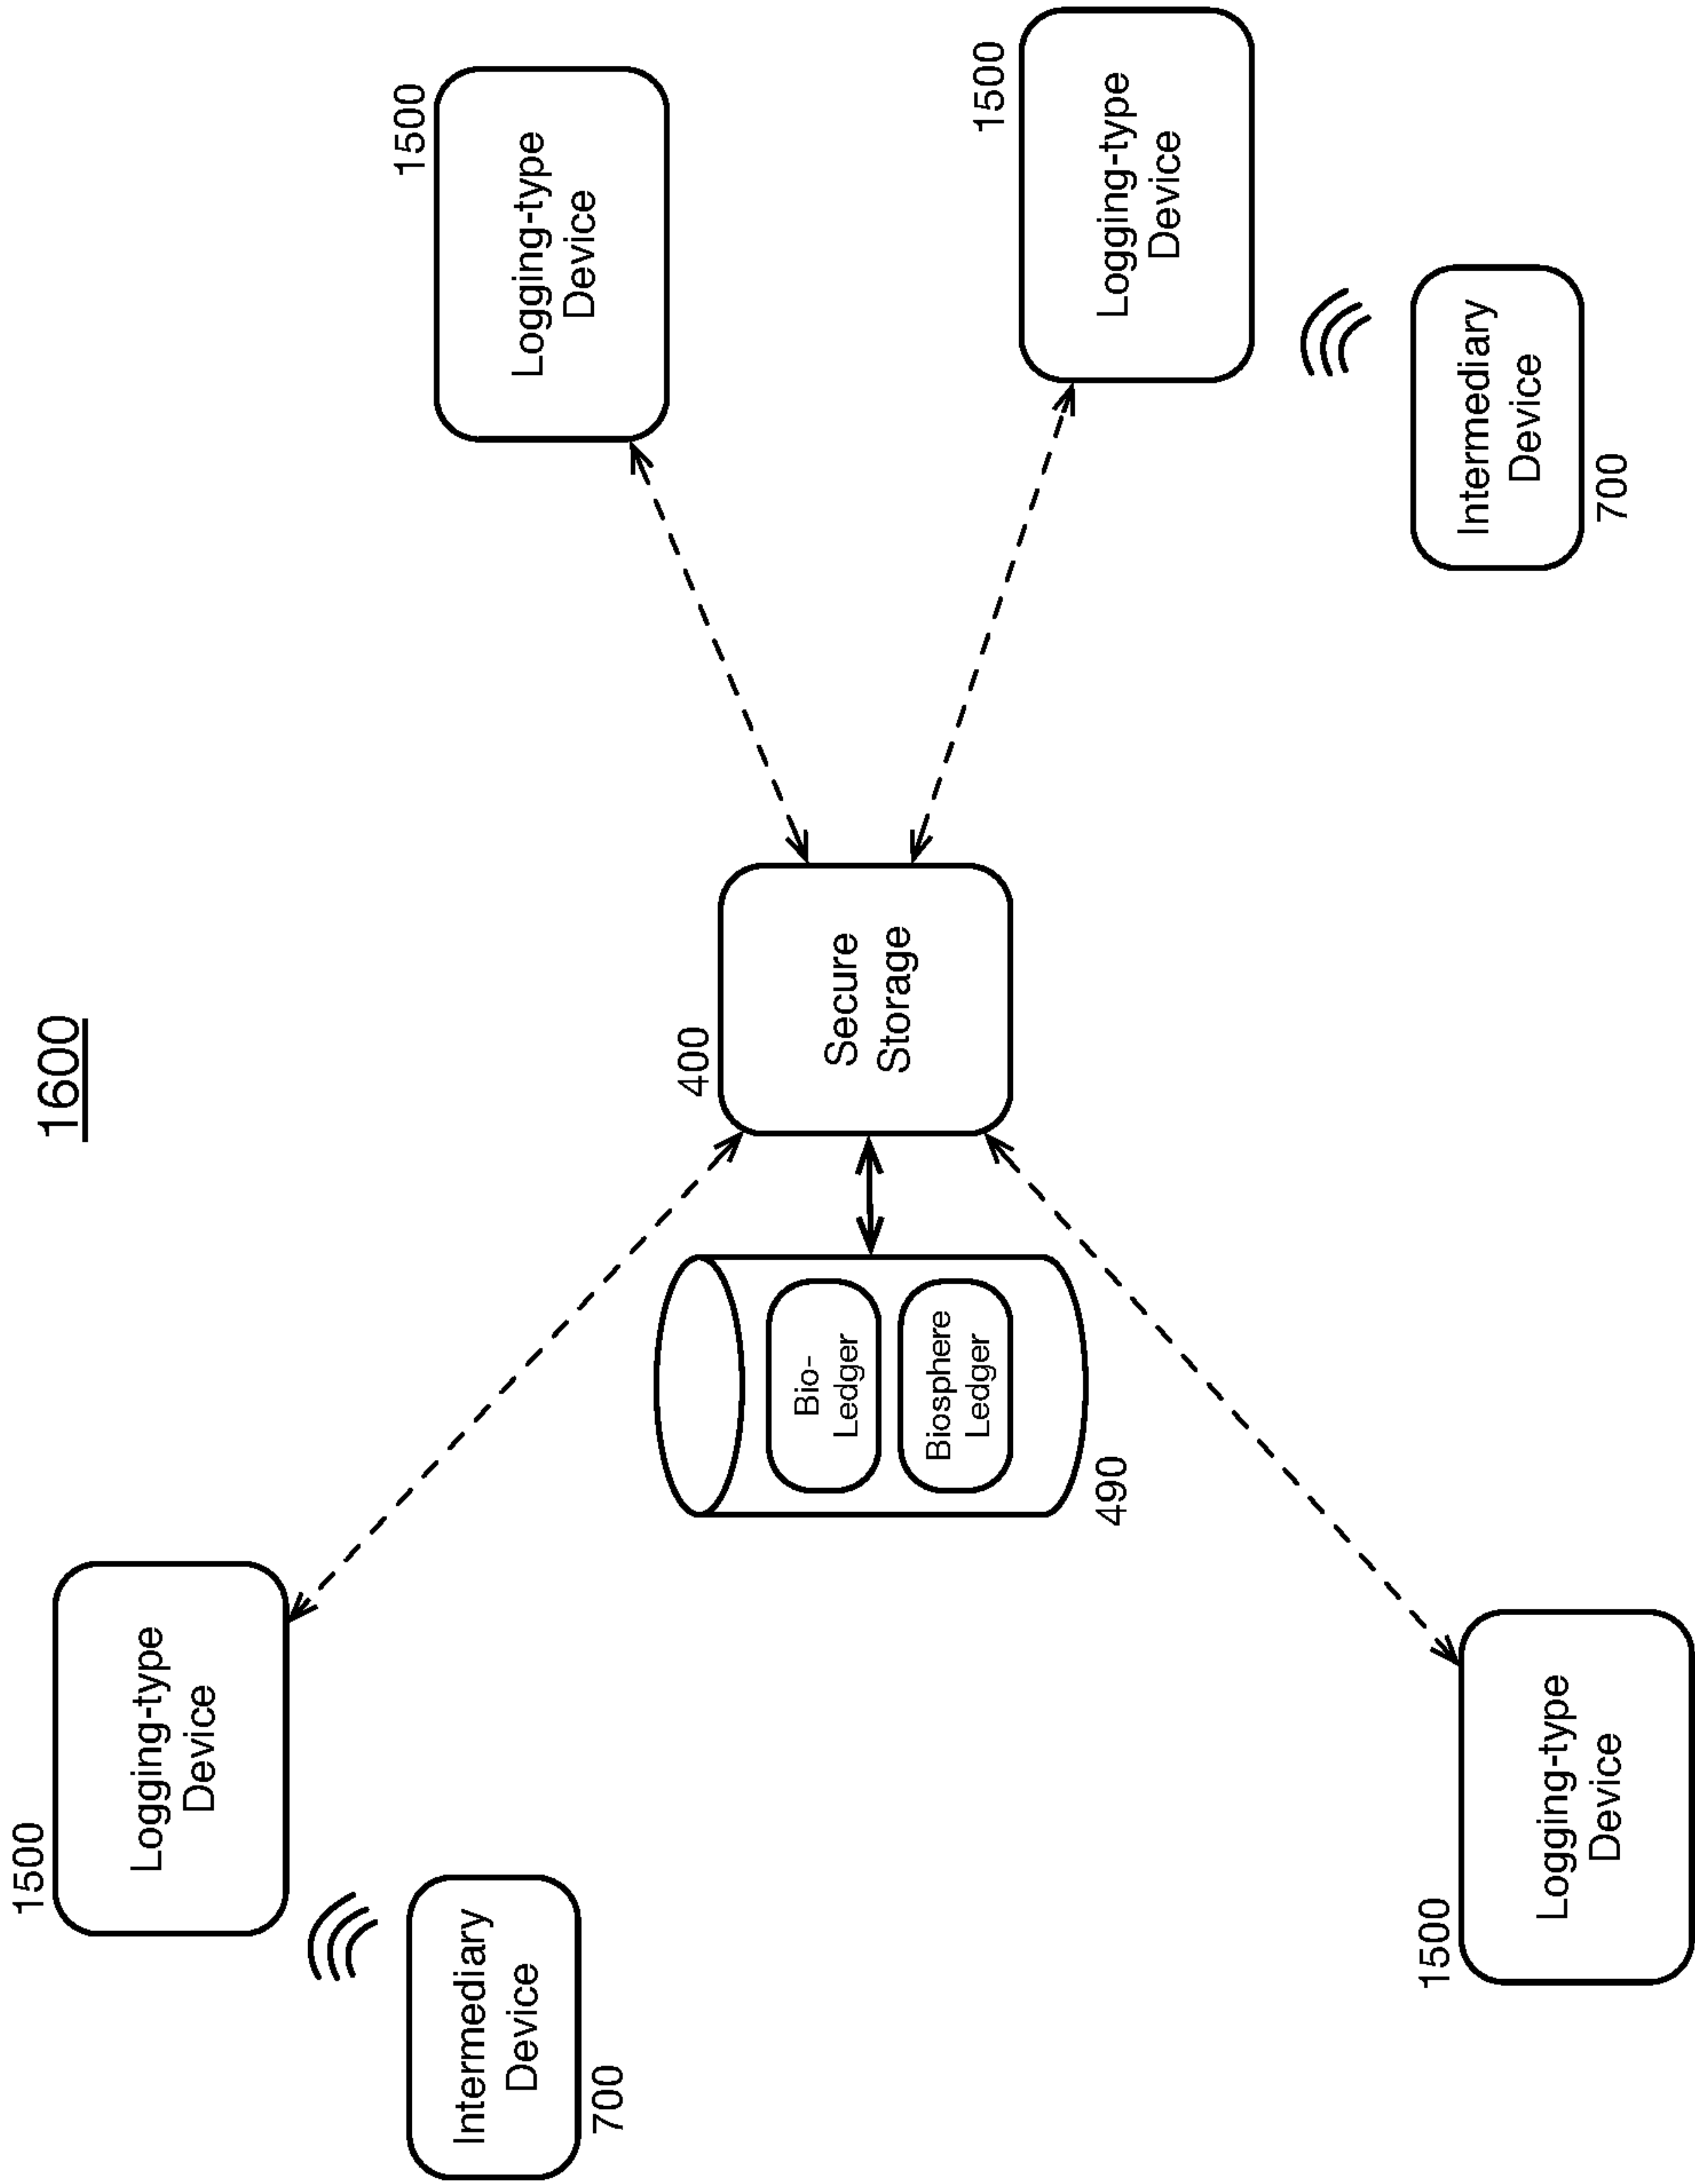 1600
1500
Logging-type
Device
Intermediary
Device
700
1500
Logging-type
Device
400
Secure
Storage
Bio-
Ledger
Biosphere
Ledger
490
1500
Logging-type
Device
Intermediary
Device
700
1500
Logging-type
Device